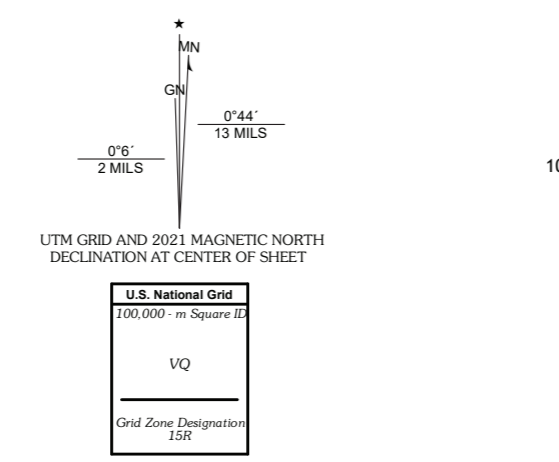 ★
MN
GN
0°44´
13 MILS
0°6´
2 MILS
10
UTM GRID AND 2021 MAGNETIC NORTH
DECLINATION AT CENTER OF SHEET
U.S. National Grid
100,000 - m Square ID
VQ
Grid Zone Designation
15R